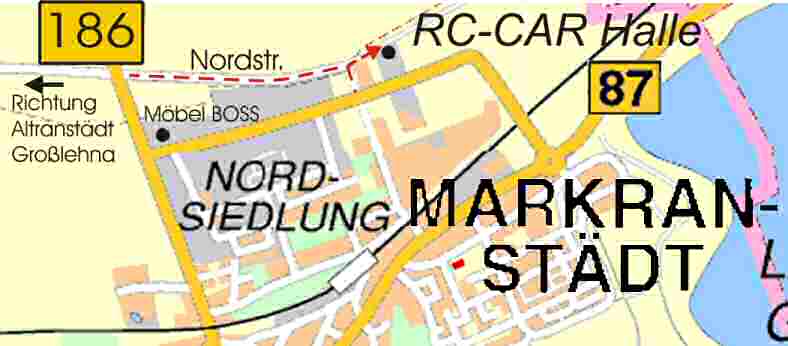 186
RC-CAR Halle
Nordstr.
87
Richtung
Altranstädt
Großlehna
Möbel BOSS
NORD-
SIEDLUNG
MARKRAN-
STÄDT
L
G